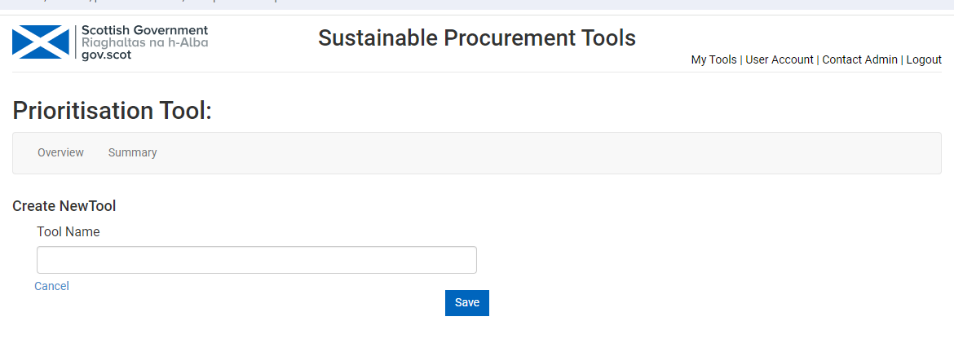 Scottish Government
Riaghaltas na h-Alba
gov.scot
Sustainable Procurement Tools
My Tools | User Account | Contact Admin | Logout
Prioritisation Tool:
Overview Summary
Create NewTool
Tool Name
Cancel
Save